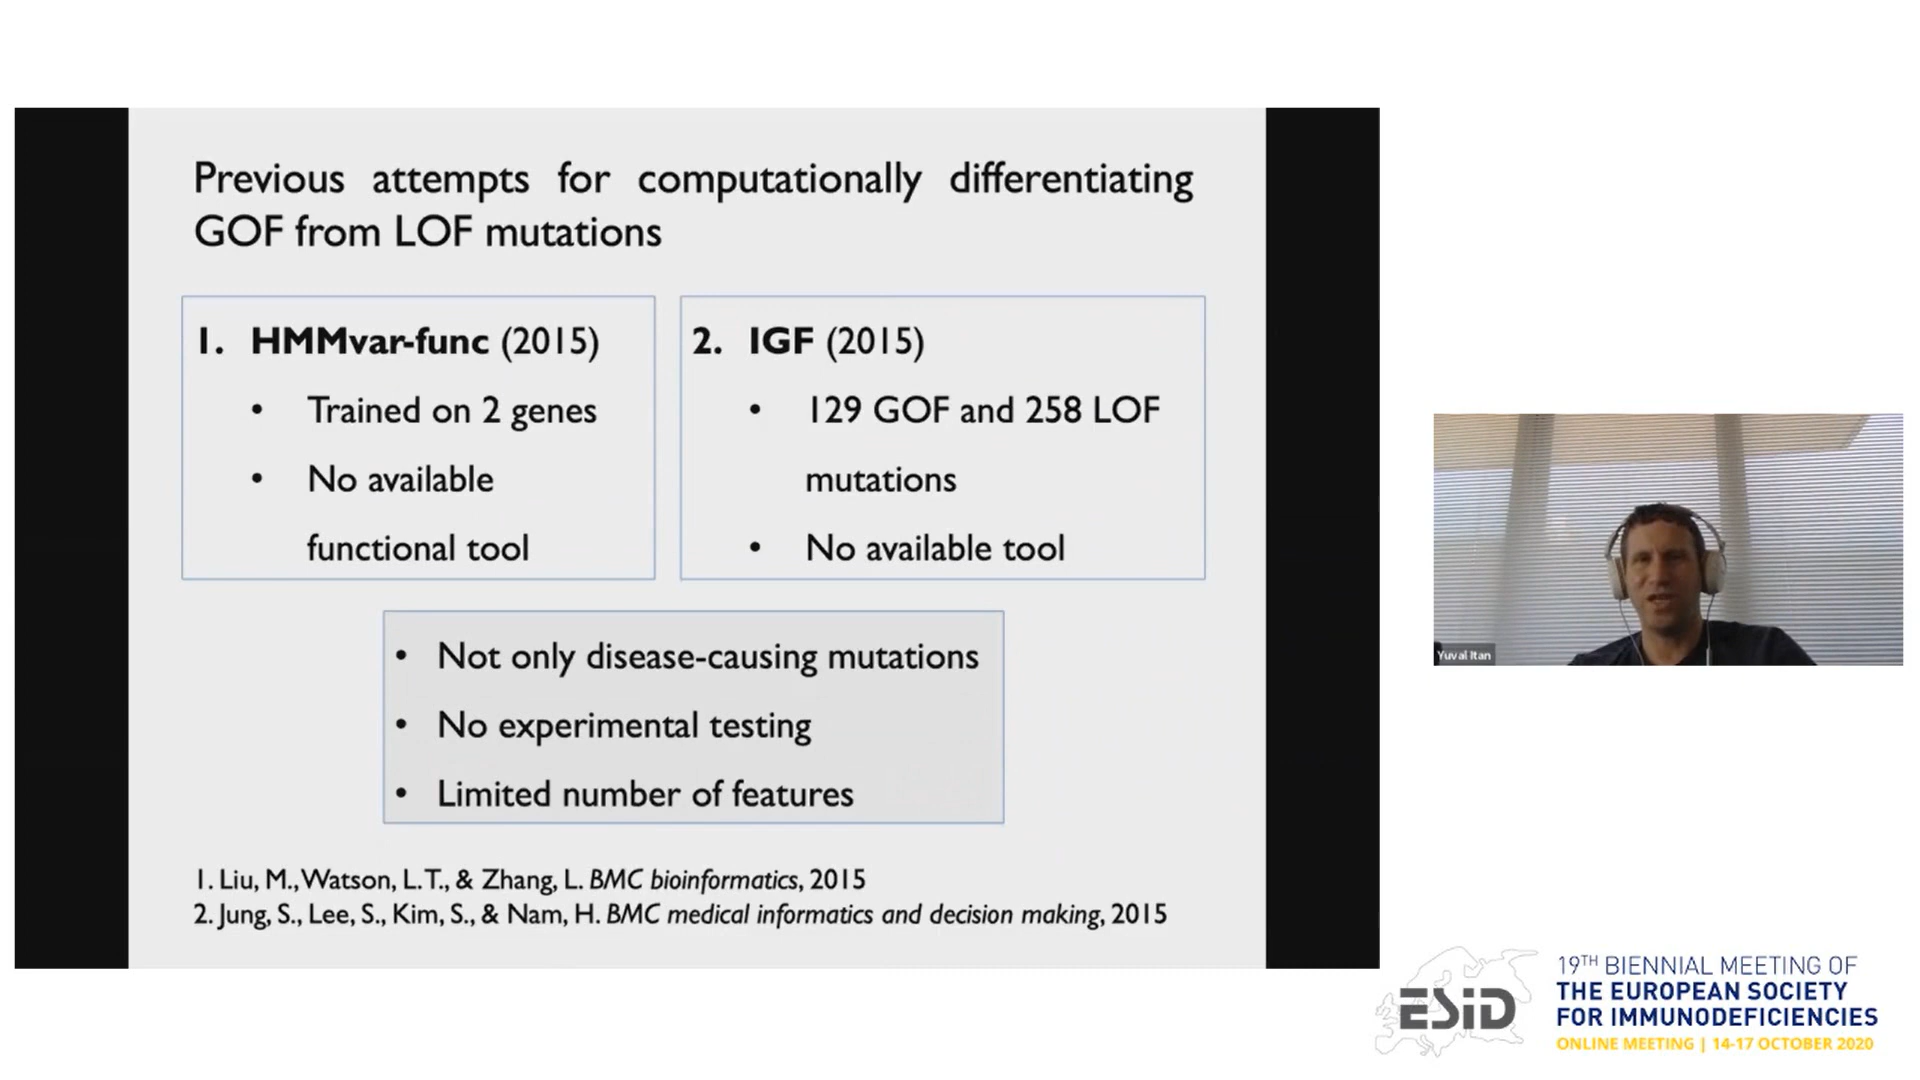 Previous attempts for computationally differentiating
GOF from LOF mutations
1. HMMvar-func (2015)
• Trained on 2 genes
• No available
functional tool
2. IGF (2015)
• 129 GOF and 258 LOF
mutations
• No available tool
• Not only disease-causing mutations
• No experimental testing
• Limited number of features
1. Liu, M., Watson, L.T., & Zhang, L. BMC bioinformatics, 2015
2. Jung, S., Lee, S., Kim, S., & Nam, H. BMC medical informatics and decision making, 2015
Yuval Itan
ESiD
19TH BIENNIAL MEETING OF
THE EUROPEAN SOCIETY
FOR IMMUNODEFICIENCIES
ONLINE MEETING | 14-17 OCTOBER 2020